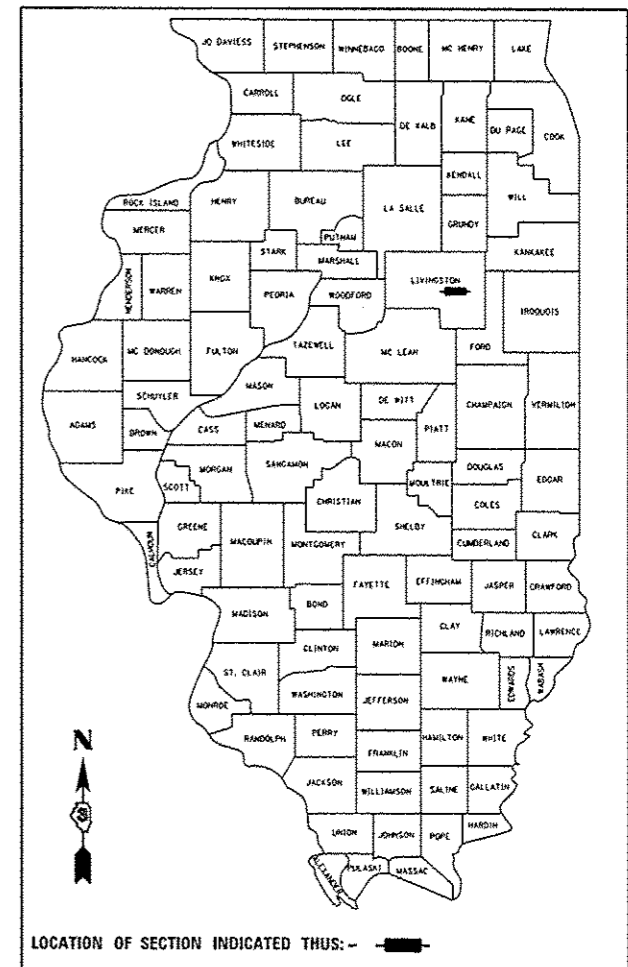 JO DAVIESS STEPHENSON WINNEBAGO BOONE MC HENRY LAKE
CARROLL OGLE DE KALB KANE DU PAGE COOK
WHITESIDE LEE KENDALL WILL
ROCK ISLAND HENRY BUREAU LA SALLE GRUNDY
MERCER PUTNAM KANKAKEE
STARK MARSHALL LIVINGSTON
HENDERSON WARREN KNOX PEORIA WOODFORD IROQUOIS
HANCOCK MC DONOUGH FULTON TAZEWELL MC LEAN FORD
SCHUYLER MASON LOGAN DE WITT CHAMPAIGN VERMILION
ADAMS BROWN CASS MENARD PIATT
MACON
MORGAN SANGAMON DOUGLAS EDGAR
PIKE SCOTT CHRISTIAN MOULTRIE COLES
GREENE MACOUPIN MONTGOMERY SHELBY CUMBERLAND CLARK
CALHOUN JERSEY FAYETTE EFFINGHAM JASPER CRAWFORD
MADISON BOND CLAY RICHLAND LAWRENCE
CLINTON MARION
ST. CLAIR WAYNE EDWARDS WABASH
MONROE WASHINGTON JEFFERSON
N RANDOLPH PERRY HAMILTON WHITE
FRANKLIN
JACKSON WILLIAMSON SALINE GALLATIN
UNION JOHNSON POPE HARDIN
ALEXANDER PULASKI MASSAC
LOCATION OF SECTION INDICATED THUS: -